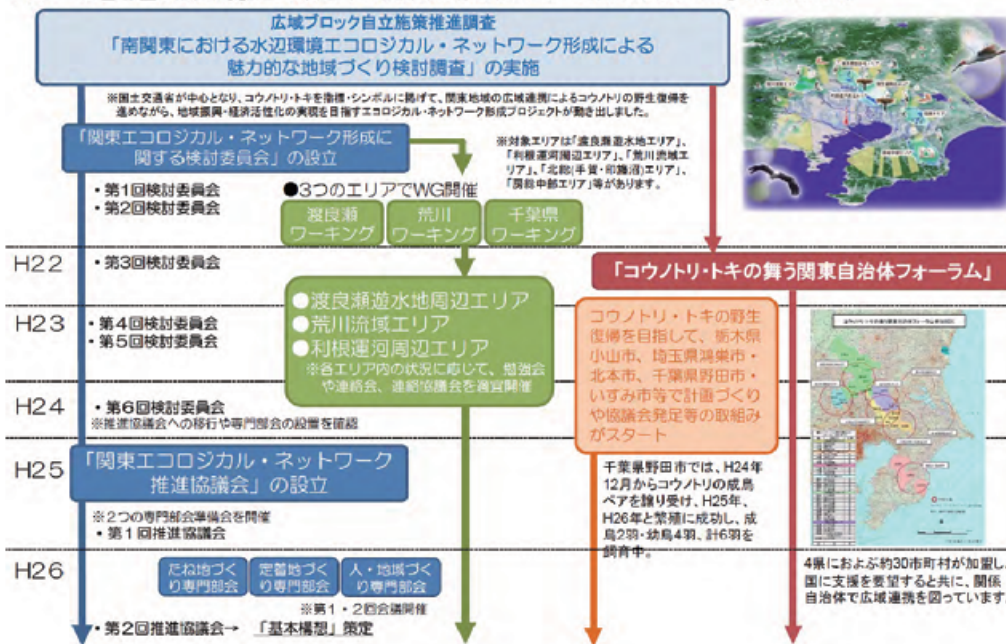 広域ブロック自立施策推進調査
「南関東における水辺環境エコロジカル・ネットワーク形成による
魅力的な地域づくり検討調査」の実施
※国土交通省が中心となり、コウノトリ・トキを指標・シンボルに掲げて、関東地域の広域連携によるコウノトリの野生復帰を
進めながら、地域振興・経済活性化の実現を目指すエコロジカル・ネットワーク形成プロジェクトが動き出しました。
「関東エコロジカル・ネットワーク形成に
関する検討委員会」の設立
※対象エリアは「渡良瀬遊水地エリア」、
「利根運河周辺エリア」、「荒川流域エ
リア」、「北総(手賀・印旛沼)エリア」、
「房総中部エリア」等があります。
・第1回検討委員会
・第2回検討委員会
●3つのエリアでWG開催
渡良瀬
ワーキング
荒川
ワーキング
千葉県
ワーキング
H22
・第3回検討委員会
「コウノトリ・トキの舞う関東自治体フォーラム」
●渡良瀬遊水地周辺エリア
●荒川流域エリア
●利根運河周辺エリア
※各エリア内の状況に応じて、勉強会
や連絡会、連絡協議会を適宜開催
コウノトリ・トキの野生
復帰を目指して、栃木県
小山市、埼玉県鴻巣市・
北本市、千葉県野田市・
いすみ市等で計画づくり
や協議会発足等の取組み
がスタート
H23
・第4回検討委員会
・第5回検討委員会
H24
・第6回検討委員会
※推進協議会への移行や専門部会の設置を確認
H25
「関東エコロジカル・ネットワーク
推進協議会」の設立
千葉県野田市では、H24年
12月からコウノトリの成鳥
ペアを譲り受け、H25年、
H26年と繁殖に成功し、成
鳥2羽・幼鳥4羽、計6羽を
飼育中。
※2つの専門部会準備会を開催
・第1回推進協議会
H26
たね地づく
り専門部会
定着地づく
り専門部会
人・地域づく
り専門部会
※第1・2回会議開催
・第2回推進協議会→ 「基本構想」策定
4県におよぶ約30市町村が加盟し、
国に支援を要望すると共に、関係
自治体で広域連携を図っています